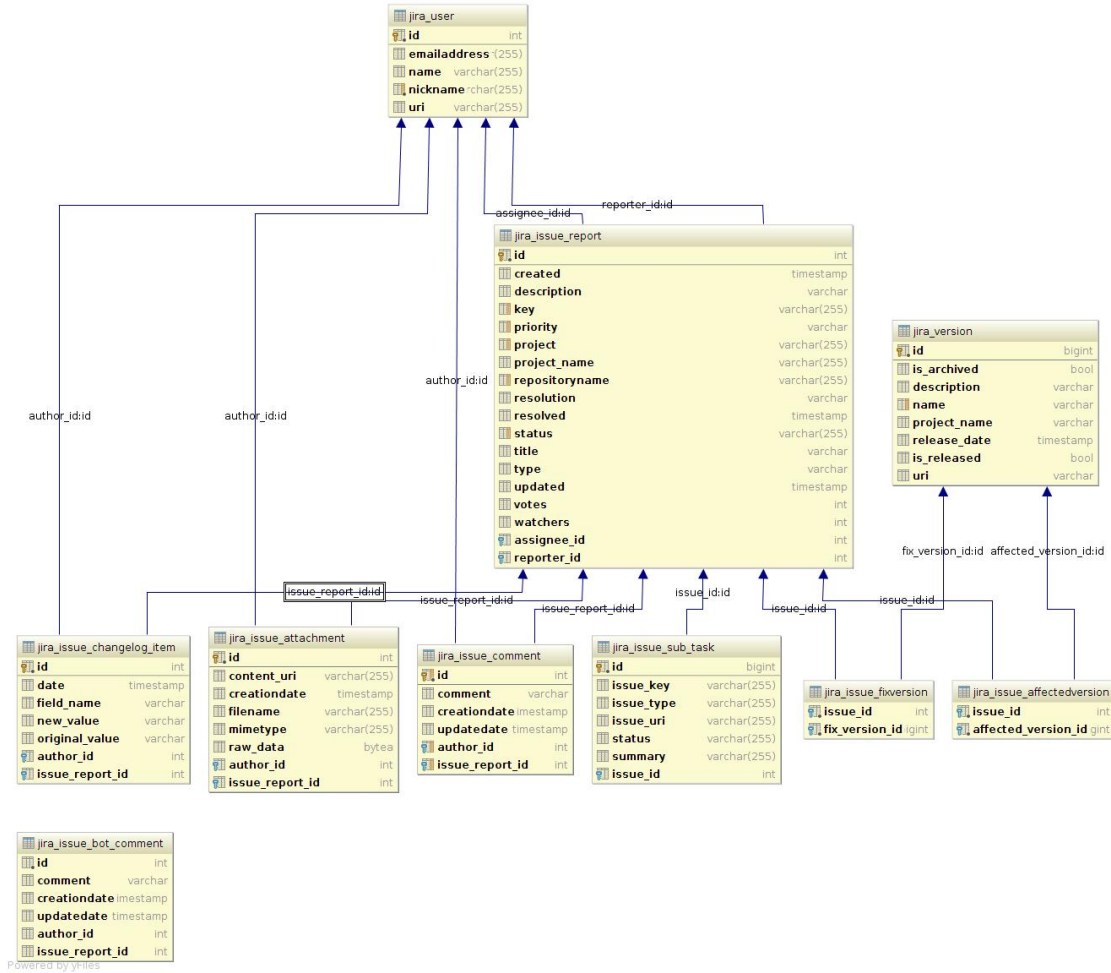 jira_user
id int
emailaddress (255)
name varchar(255)
nickname rchar(255)
uri varchar(255)
assignee_id:id
reporter_id:id
jira_issue_report
id int
created timestamp
description varchar
key varchar(255)
priority varchar
project varchar(255)
project_name varchar(255)
repositoryname varchar(255)
resolution varchar
resolved timestamp
status varchar(255)
title varchar
type varchar
updated timestamp
votes int
watchers int
assignee_id int
reporter_id int
jira_version
id bigint
is_archived bool
description varchar
name varchar
project_name varchar
release_date timestamp
is_released bool
uri varchar
author_id:id
author_id:id
author_id:id
fix_version_id:id
affected_version_id:id
issue_report_id:id
issue_report_id:id
issue_report_id:id
issue_id:id
issue_id:id
issue_id:id
jira_issue_changelog_item
id int
date timestamp
field_name varchar
new_value varchar
original_value varchar
author_id int
issue_report_id int
jira_issue_attachment
id int
content_uri varchar(255)
creationdate timestamp
filename varchar(255)
mimetype varchar(255)
raw_data bytea
author_id int
issue_report_id int
jira_issue_comment
id int
comment varchar
creationdate imestamp
updatedate timestamp
author_id int
issue_report_id int
jira_issue_sub_task
id bigint
issue_key varchar(255)
issue_type varchar(255)
issue_uri varchar(255)
status varchar(255)
summary varchar(255)
issue_id int
jira_issue_fixversion
issue_id int
fix_version_id igint
jira_issue_affectedversion
issue_id int
affected_version_id gint
jira_issue_bot_comment
id int
comment varchar
creationdate imestamp
updatedate timestamp
author_id int
issue_report_id int
Powered by yFiles